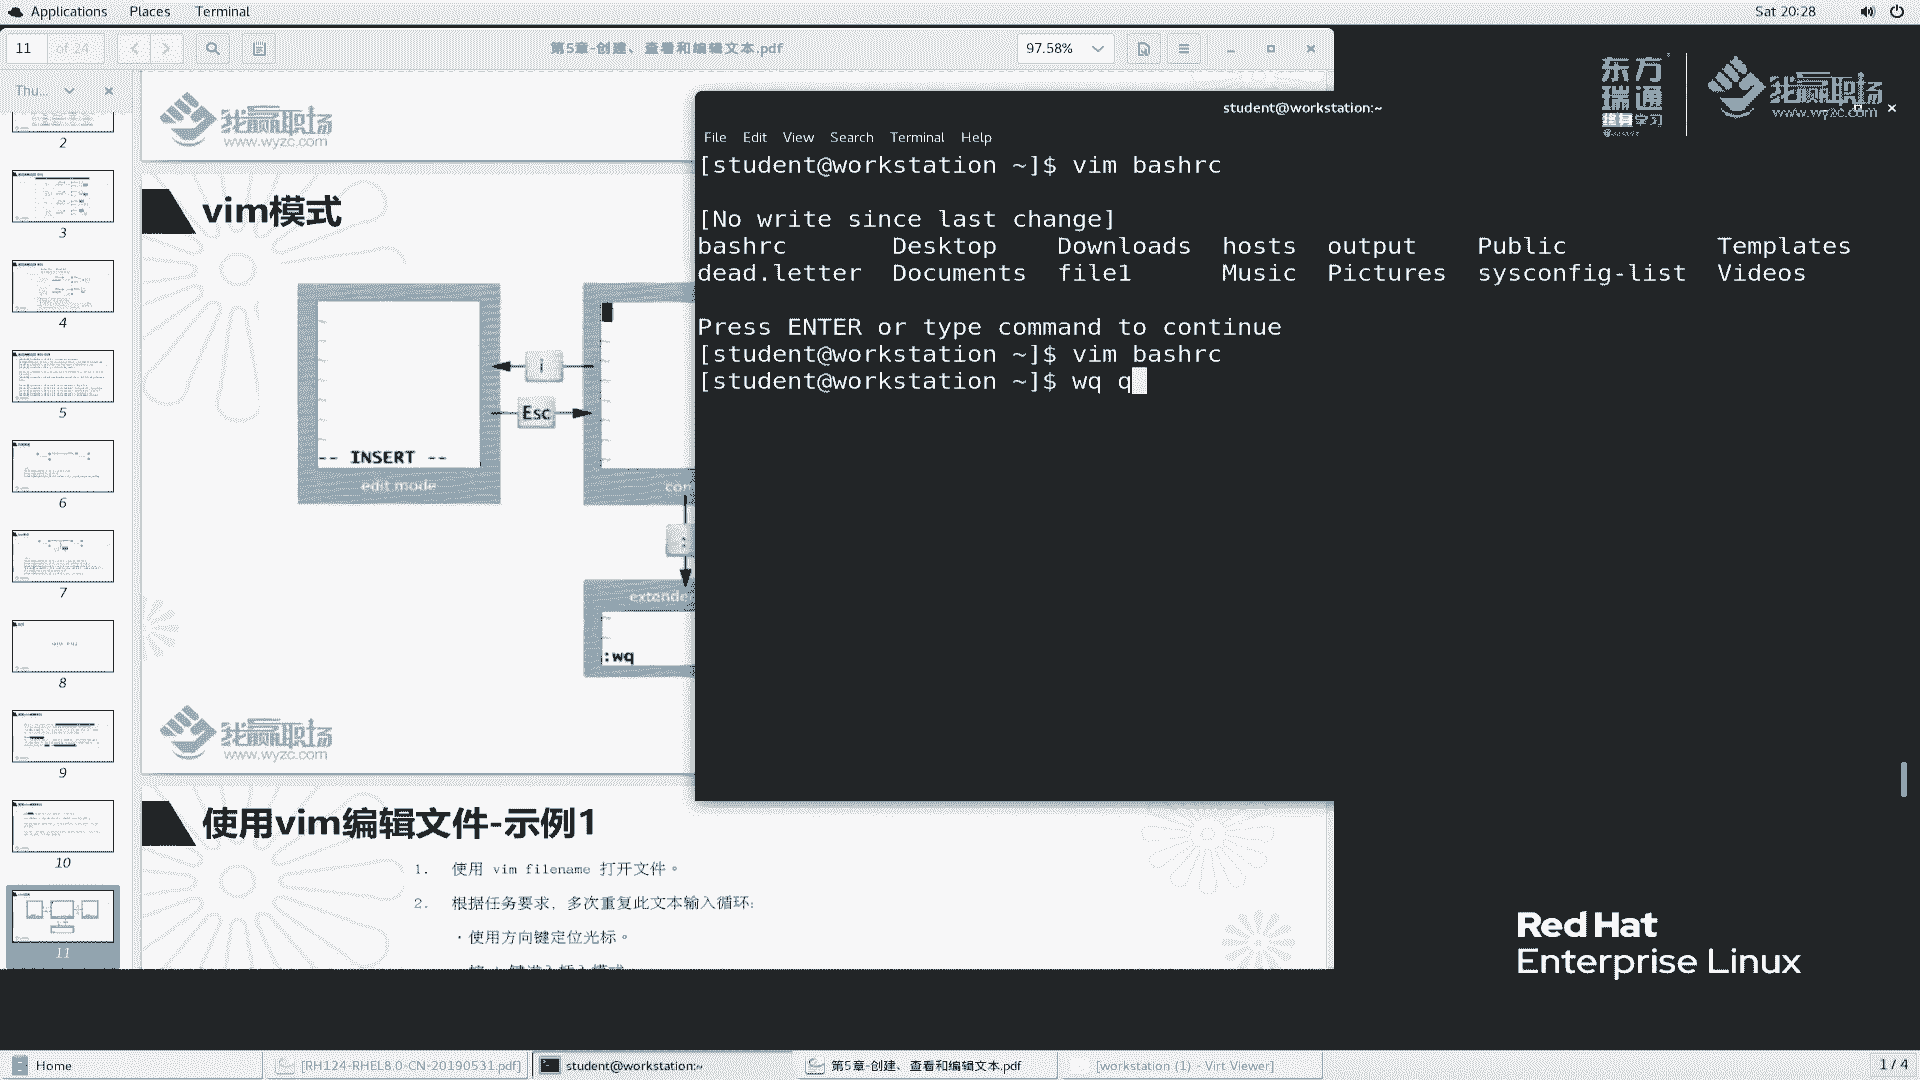 Applications Places Terminal
Sat 20:28
11 of 24
第5章-创建、查看和编辑文本.pdf
97.58%
Thu...
2
3
4
5
6
7
8
9
10
11
我赢职场
www.wyzc.com
vim模式
i
Esc
-- INSERT --
edit mode
:
:wq
我赢职场
www.wyzc.com
使用vim编辑文件-示例1
1. 使用 vim filename 打开文件。
2. 根据任务要求，多次重复此文本输入循环:
·使用方向键定位光标。
student@workstation:~
File Edit View Search Terminal Help
[student@workstation ~]$ vim bashrc
[No write since last change]
bashrc Desktop Downloads hosts output Public Templates
dead.letter Documents file1 Music Pictures sysconfig-list Videos
Press ENTER or type command to continue
[student@workstation ~]$ vim bashrc
[student@workstation ~]$ wq q
东方
瑞通
终身学习
我赢职场
www.wyzc.com
Red Hat
Enterprise Linux
Home
[RH124-RHEL8.0-CN-20190531.pdf]
student@workstation:~
第5章-创建、查看和编辑文本.pdf
[workstation (1) - Virt Viewer]
1 / 4